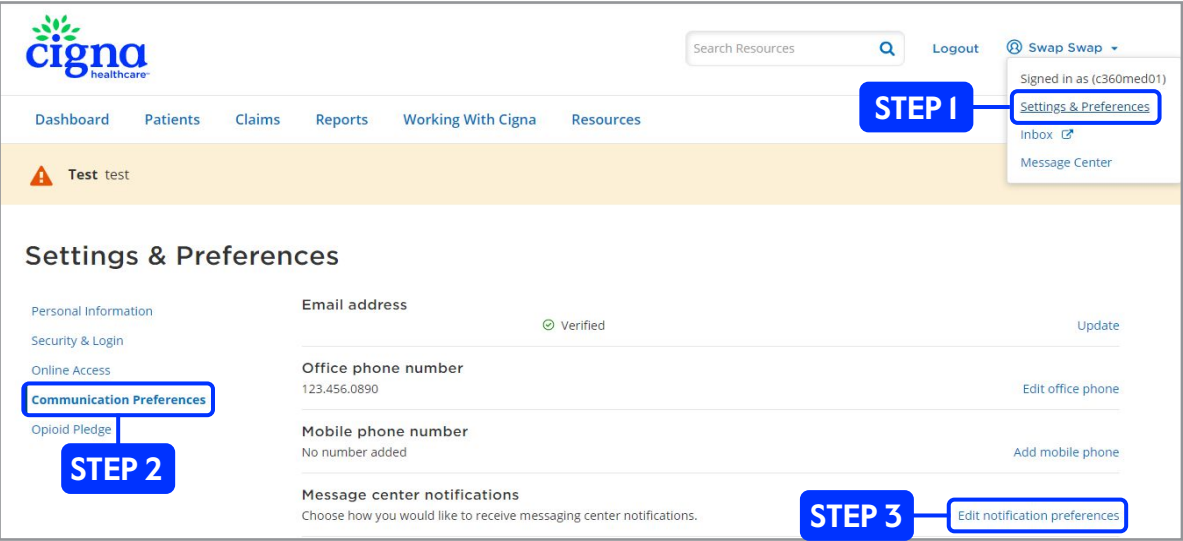 cigna
healthcare
Search Resources
Logout
Swap Swap
Signed in as (c360med01)
STEP 1
Settings & Preferences
Inbox
Message Center
Dashboard Patients Claims Reports Working With Cigna Resources
Test test
Settings & Preferences
Personal Information
Security & Login
Online Access
Communication Preferences
Opioid Pledge
STEP 2
Email address
Verified
Update
Office phone number
123.456.0890
Edit office phone
Mobile phone number
No number added
Add mobile phone
Message center notifications
Choose how you would like to receive messaging center notifications.
STEP 3
Edit notification preferences